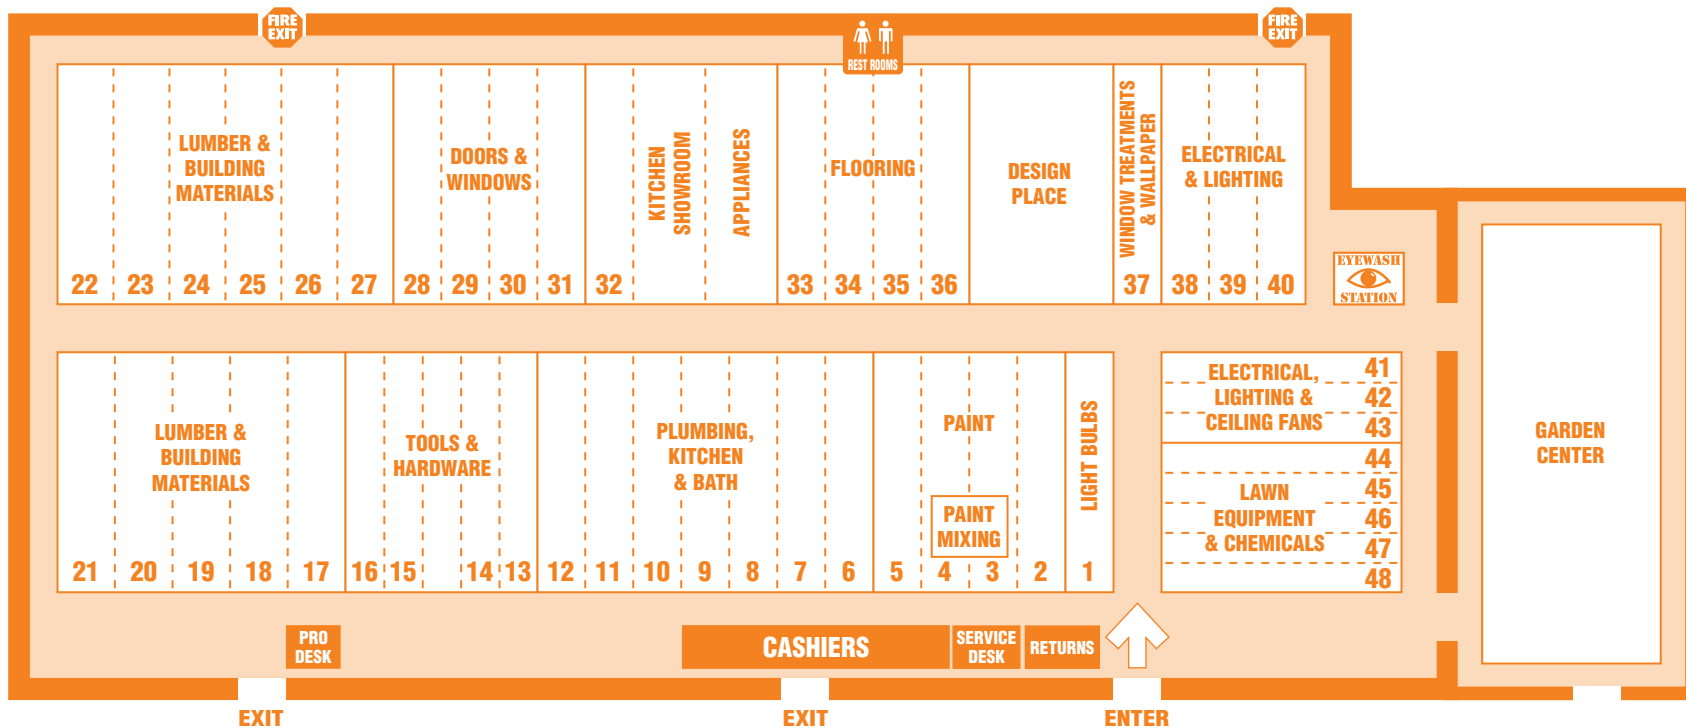 FIRE
EXIT
FIRE
EXIT
REST ROOMS
LUMBER &
BUILDING
MATERIALS
DOORS &
WINDOWS
KITCHEN
SHOWROOM
APPLIANCES
FLOORING
DESIGN
PLACE
WINDOW TREATMENTS
& WALLPAPER
ELECTRICAL
& LIGHTING
22 23 24 25 26 27 28 29 30 31 32 33 34 35 36 37 38 39 40
EYEWASH
STATION
LUMBER &
BUILDING
MATERIALS
TOOLS &
HARDWARE
PLUMBING,
KITCHEN
& BATH
PAINT
PAINT
MIXING
LIGHT BULBS
21 20 19 18 17 16 15 14 13 12 11 10 9 8 7 6 5 4 3 2 1
ELECTRICAL,
LIGHTING &
CEILING FANS
41
42
43
LAWN
EQUIPMENT
& CHEMICALS
44
45
46
47
48
GARDEN
CENTER
PRO
DESK
CASHIERS
SERVICE
DESK
RETURNS
EXIT
EXIT
ENTER